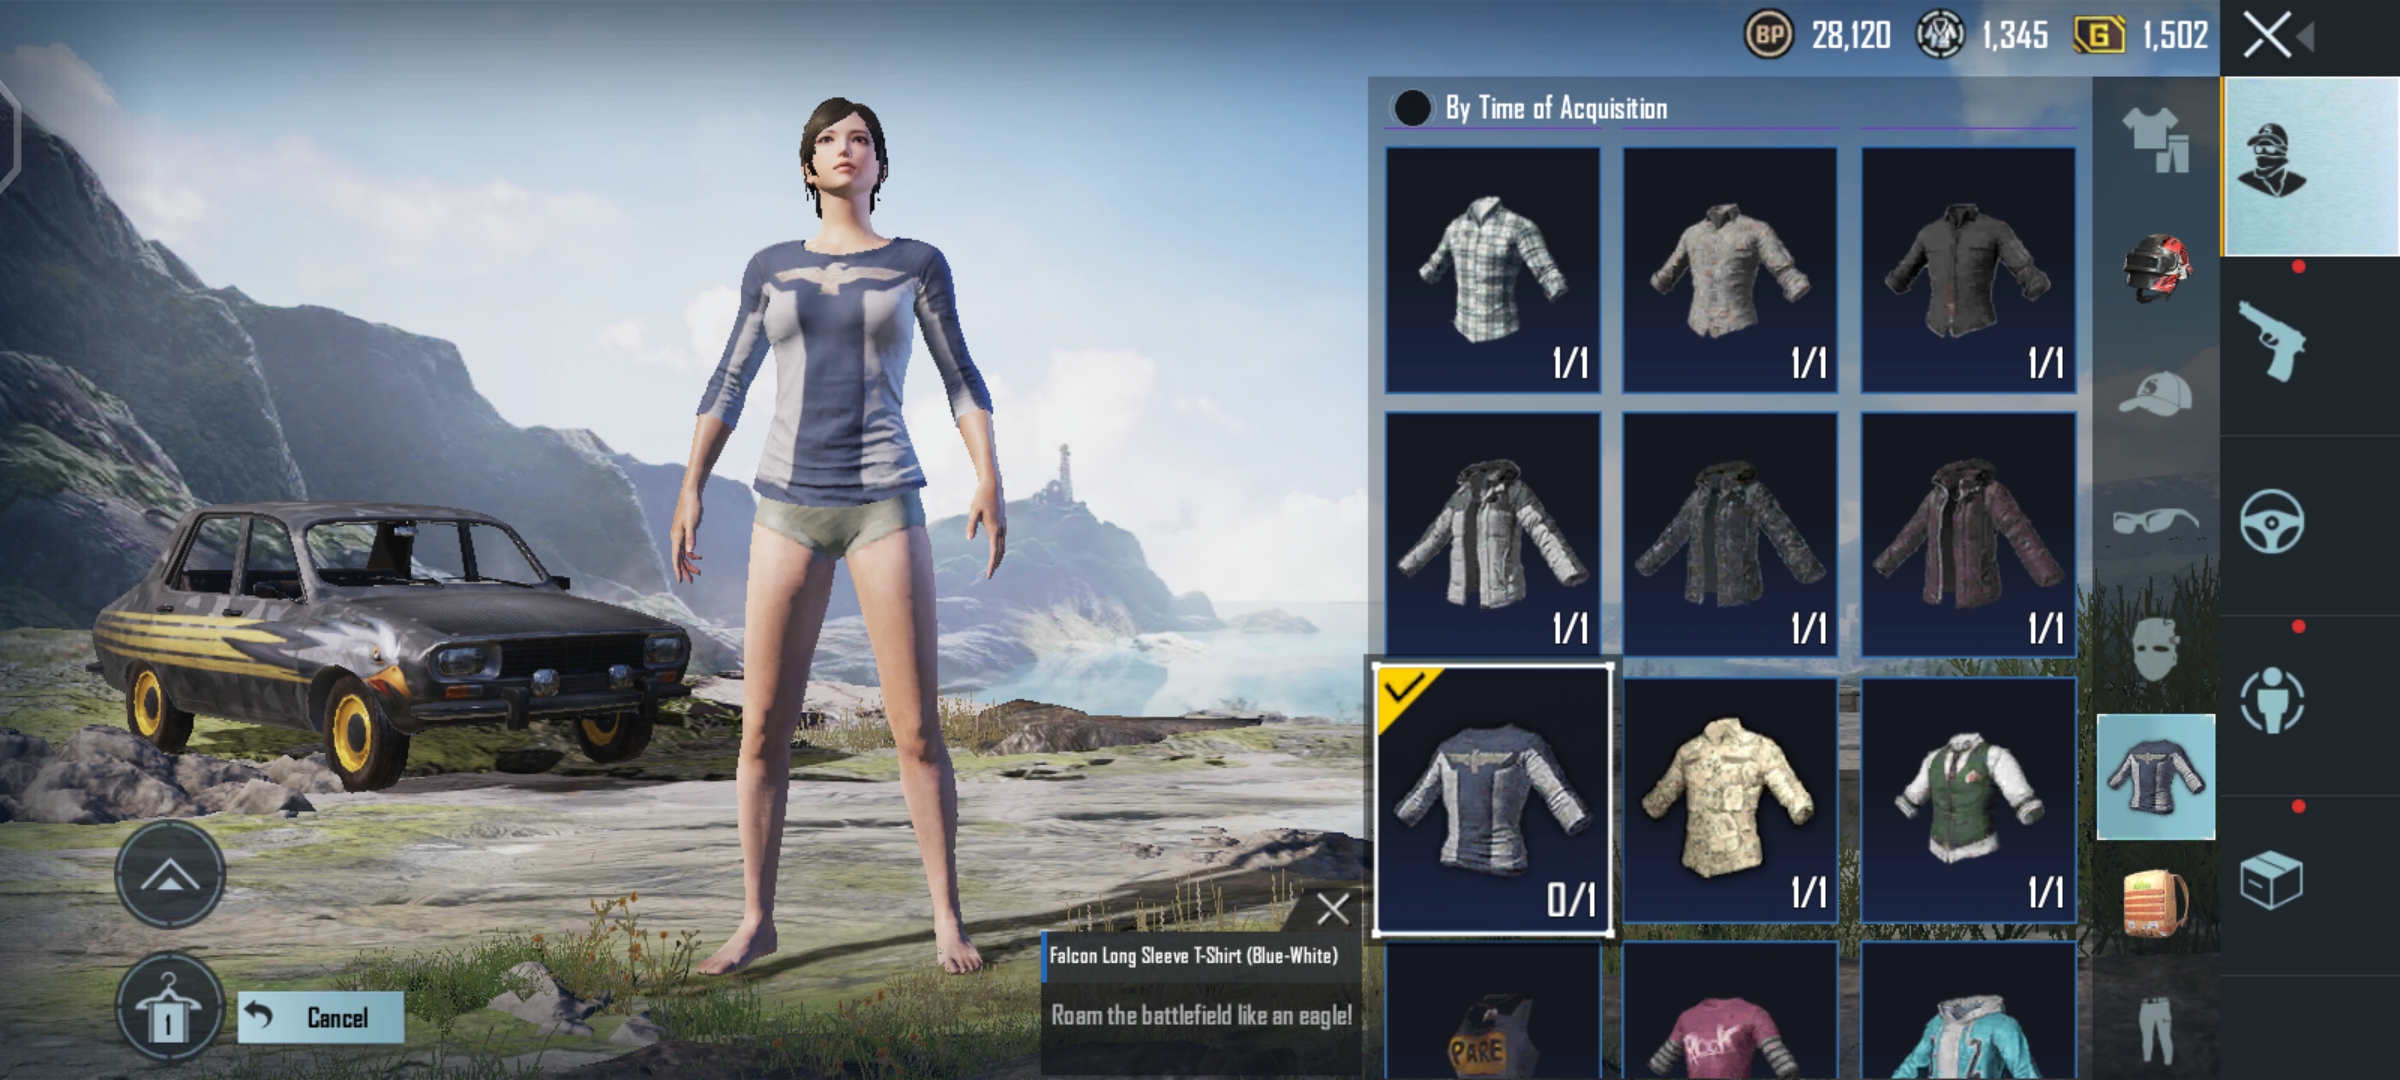 BP 28,120 1,345 G 1,502
By Time of Acquisition
1/1 1/1 1/1
1/1 1/1 1/1
0/1 1/1 1/1
Falcon Long Sleeve T-Shirt (Blue-White)
Roam the battlefield like an eagle!
1 Cancel
PARE